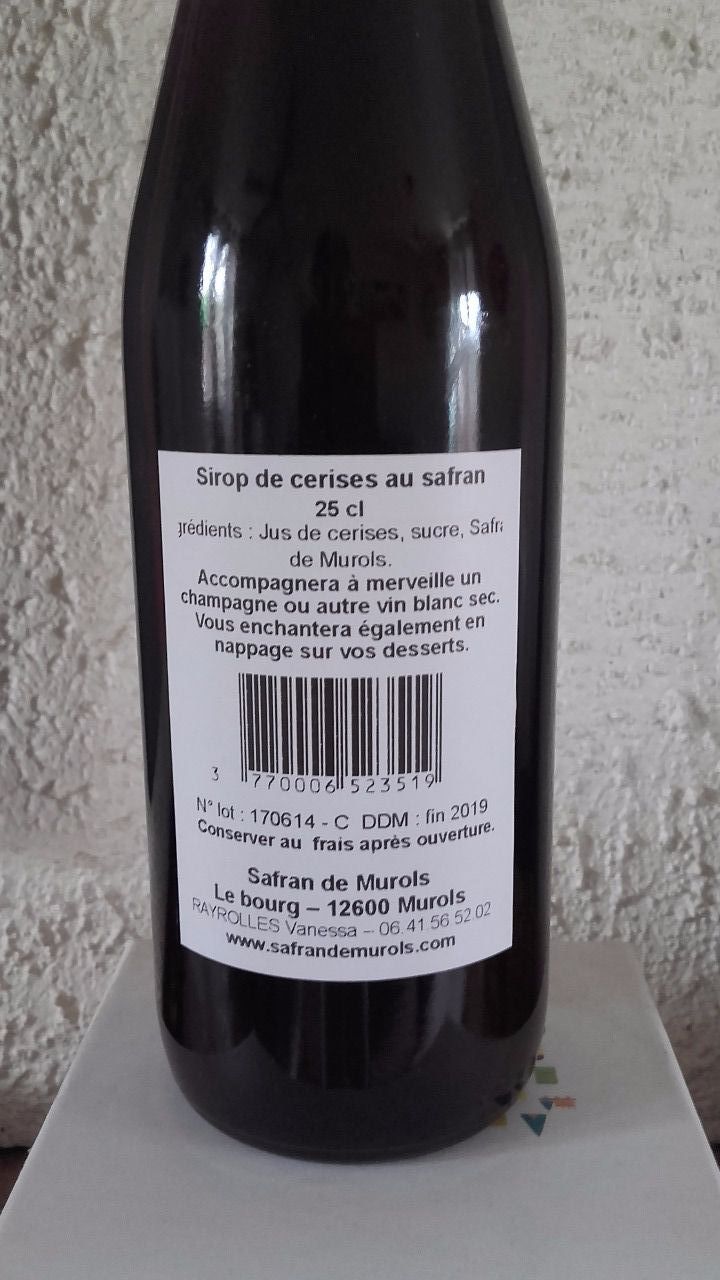 Sirop de cerises au safran
25 cl
grédients : Jus de cerises, sucre, Safr
de Murols.
Accompagnera à merveille un
champagne ou autre vin blanc sec.
Vous enchantera également en
nappage sur vos desserts.
3 770006 523519
N° lot : 170614 - C DDM : fin 2019
Conserver au frais après ouverture.
Safran de Murols
Le bourg – 12600 Murols
RAYROLLES Vanessa – 06.41.56.52.02
www.safrandemurols.com